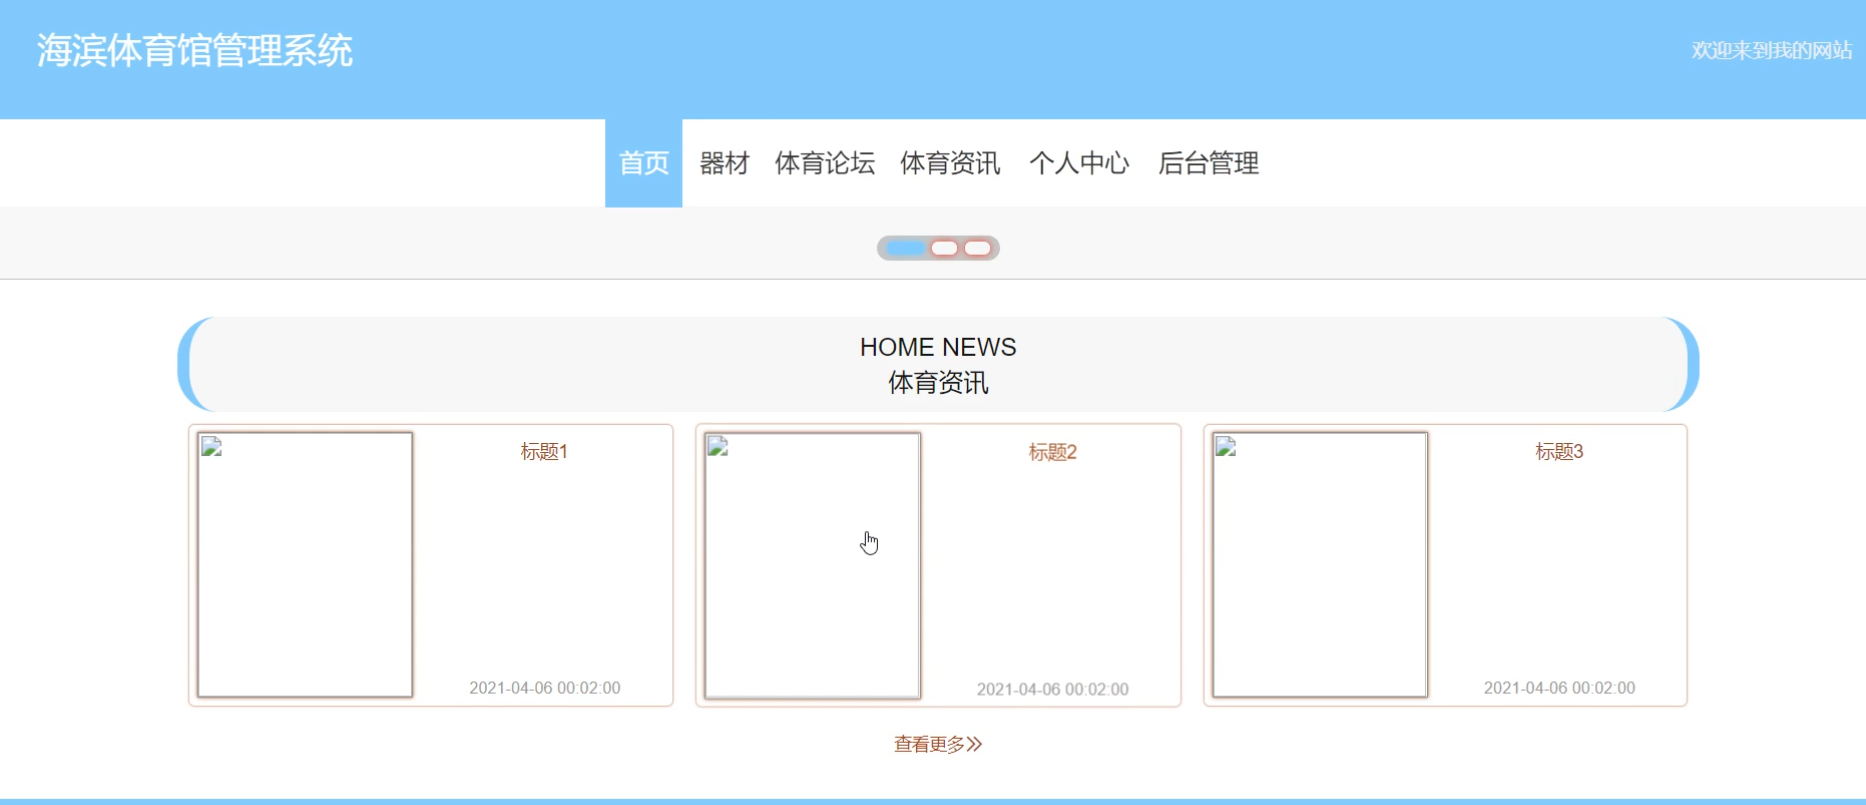 海滨体育馆管理系统
欢迎来到我的网站
首页 器材 体育论坛 体育资讯 个人中心 后台管理
HOME NEWS
体育资讯
标题1
2021-04-06 00:02:00
标题2
2021-04-06 00:02:00
标题3
2021-04-06 00:02:00
查看更多